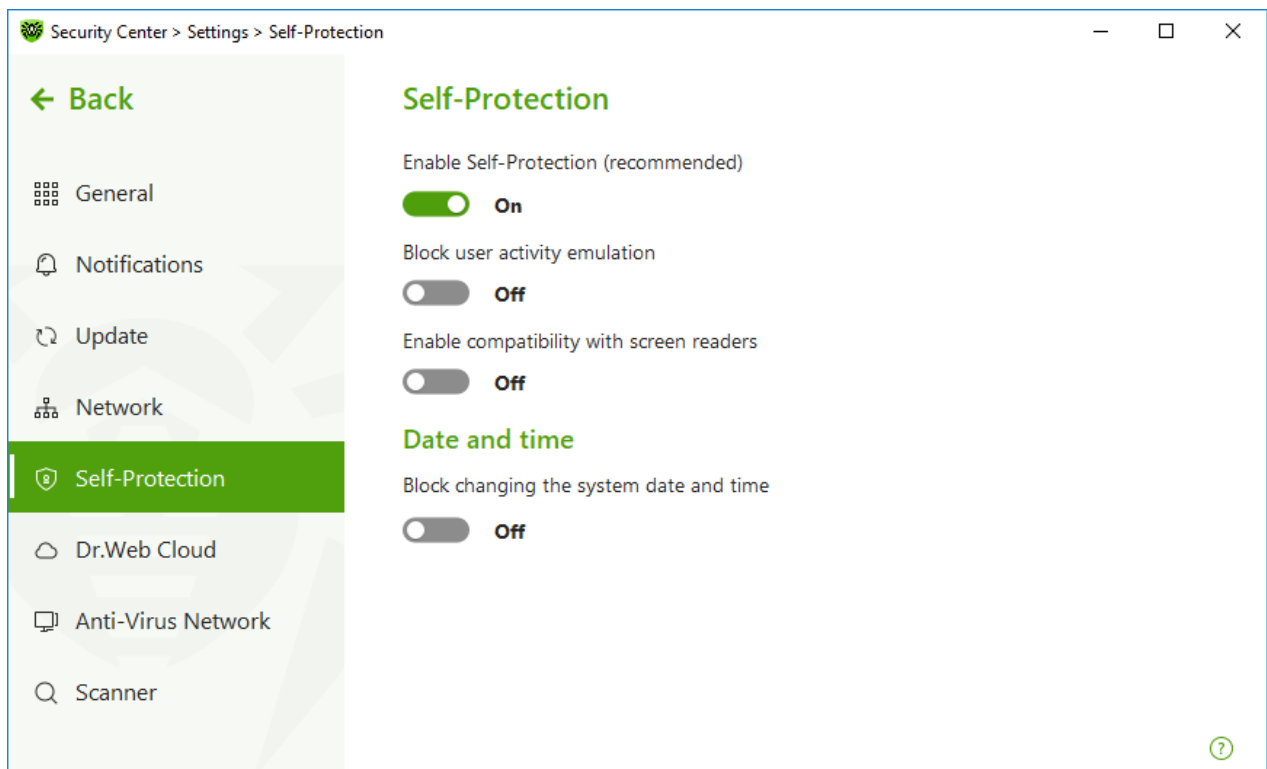 Security Center > Settings > Self-Protection
Back
General
Notifications
Update
Network
Self-Protection
Dr.Web Cloud
Anti-Virus Network
Scanner
Self-Protection
Enable Self-Protection (recommended)
On
Block user activity emulation
Off
Enable compatibility with screen readers
Off
Date and time
Block changing the system date and time
Off
?